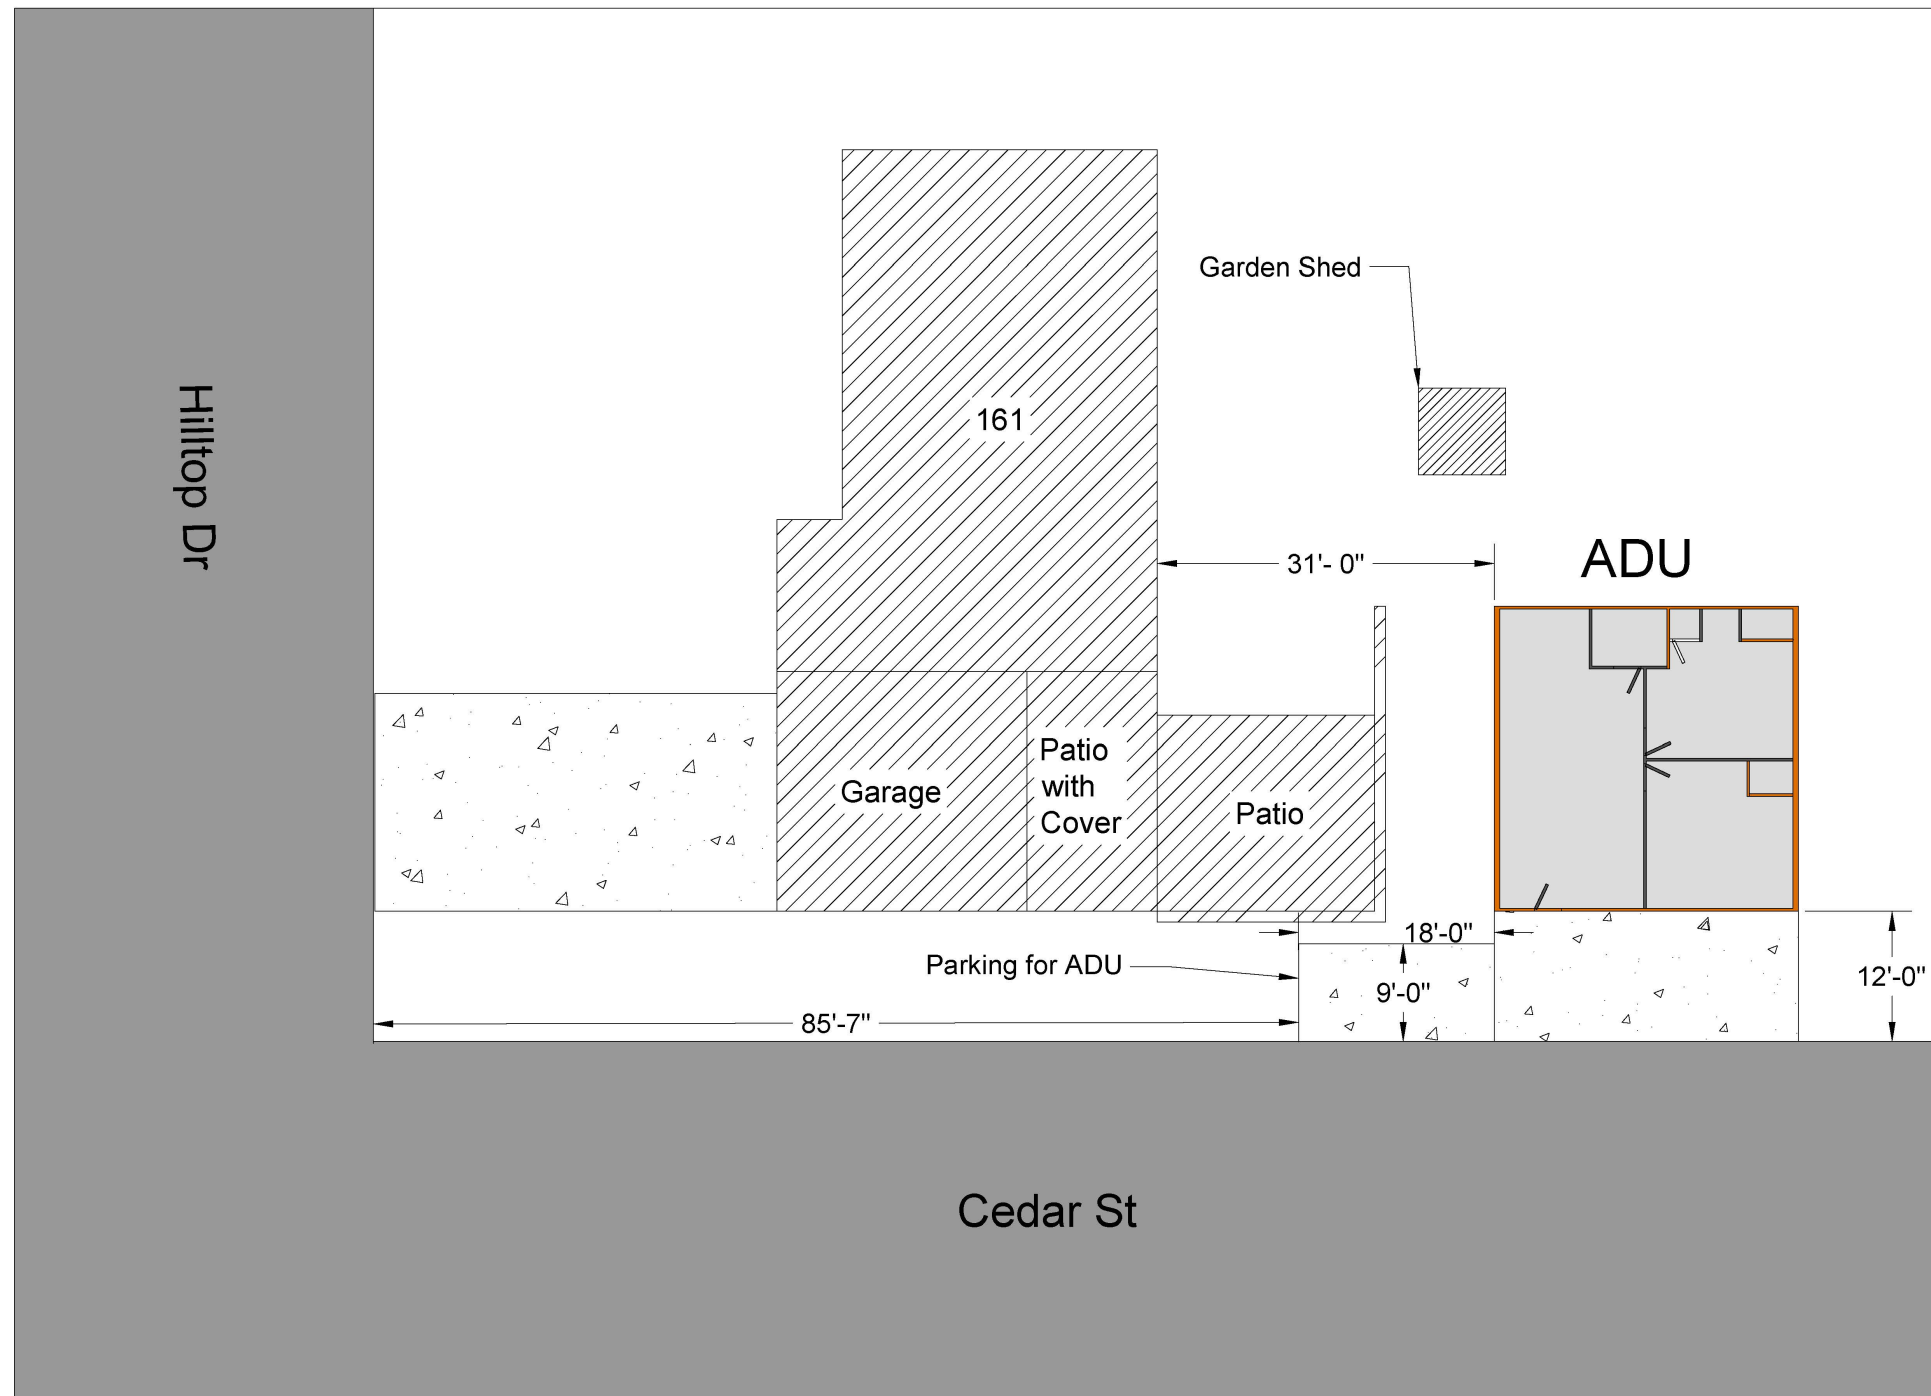 Garden Shed
Hilltop Dr
161
31'- 0"
ADU
Patio
with
Cover
Garage
Patio
18'-0"
Parking for ADU
9'-0"
12'-0"
85'-7"
Cedar St